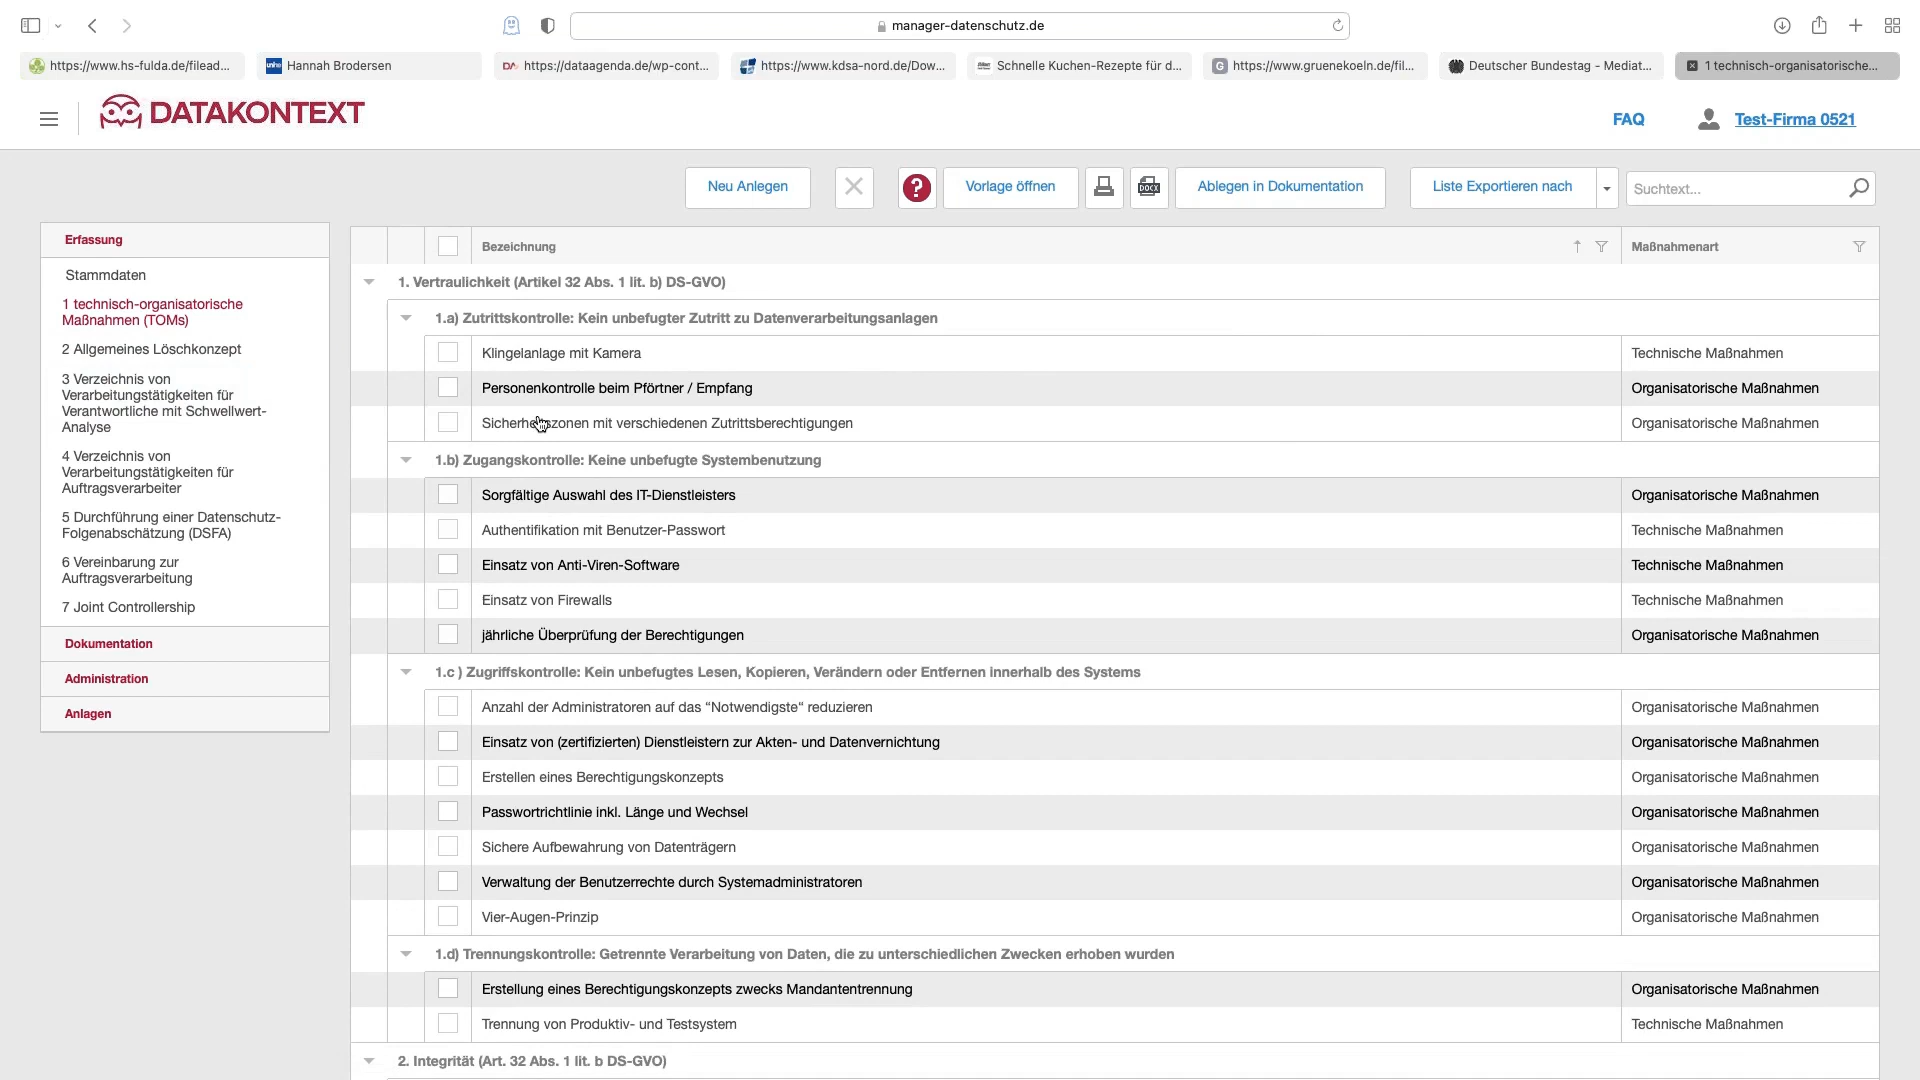 manager-datenschutz.de
https://www.hs-fulda.de/filead...
unihe Hannah Brodersen
DA https://dataagenda.de/wp-cont...
https://www.kdsa-nord.de/Dow...
Schnelle Kuchen-Rezepte für d...
G https://www.gruenekoeln.de/fil...
Deutscher Bundestag - Mediat...
1 technisch-organisatorische...
DATAKONTEXT
FAQ
Test-Firma 0521
Neu Anlegen
?
Vorlage öffnen
DOCX
Ablegen in Dokumentation
Liste Exportieren nach
Suchtext...
Erfassung
Stammdaten
1 technisch-organisatorische
Maßnahmen (TOMs)
2 Allgemeines Löschkonzept
3 Verzeichnis von
Verarbeitungstätigkeiten für
Verantwortliche mit Schwellwert-
Analyse
4 Verzeichnis von
Verarbeitungstätigkeiten für
Auftragsverarbeiter
5 Durchführung einer Datenschutz-
Folgenabschätzung (DSFA)
6 Vereinbarung zur
Auftragsverarbeitung
7 Joint Controllership
Dokumentation
Administration
Anlagen
Bezeichnung Maßnahmenart
1. Vertraulichkeit (Artikel 32 Abs. 1 lit. b) DS-GVO)
1.a) Zutrittskontrolle: Kein unbefugter Zutritt zu Datenverarbeitungsanlagen
Klingelanlage mit Kamera Technische Maßnahmen
Personenkontrolle beim Pförtner / Empfang Organisatorische Maßnahmen
Sicherheitszonen mit verschiedenen Zutrittsberechtigungen Organisatorische Maßnahmen
1.b) Zugangskontrolle: Keine unbefugte Systembenutzung
Sorgfältige Auswahl des IT-Dienstleisters Organisatorische Maßnahmen
Authentifikation mit Benutzer-Passwort Technische Maßnahmen
Einsatz von Anti-Viren-Software Technische Maßnahmen
Einsatz von Firewalls Technische Maßnahmen
jährliche Überprüfung der Berechtigungen Organisatorische Maßnahmen
1.c ) Zugriffskontrolle: Kein unbefugtes Lesen, Kopieren, Verändern oder Entfernen innerhalb des Systems
Anzahl der Administratoren auf das “Notwendigste“ reduzieren Organisatorische Maßnahmen
Einsatz von (zertifizierten) Dienstleistern zur Akten- und Datenvernichtung Organisatorische Maßnahmen
Erstellen eines Berechtigungskonzepts Organisatorische Maßnahmen
Passwortrichtlinie inkl. Länge und Wechsel Organisatorische Maßnahmen
Sichere Aufbewahrung von Datenträgern Organisatorische Maßnahmen
Verwaltung der Benutzerrechte durch Systemadministratoren Organisatorische Maßnahmen
Vier-Augen-Prinzip Organisatorische Maßnahmen
1.d) Trennungskontrolle: Getrennte Verarbeitung von Daten, die zu unterschiedlichen Zwecken erhoben wurden
Erstellung eines Berechtigungskonzepts zwecks Mandantentrennung Organisatorische Maßnahmen
Trennung von Produktiv- und Testsystem Technische Maßnahmen
2. Integrität (Art. 32 Abs. 1 lit. b DS-GVO)